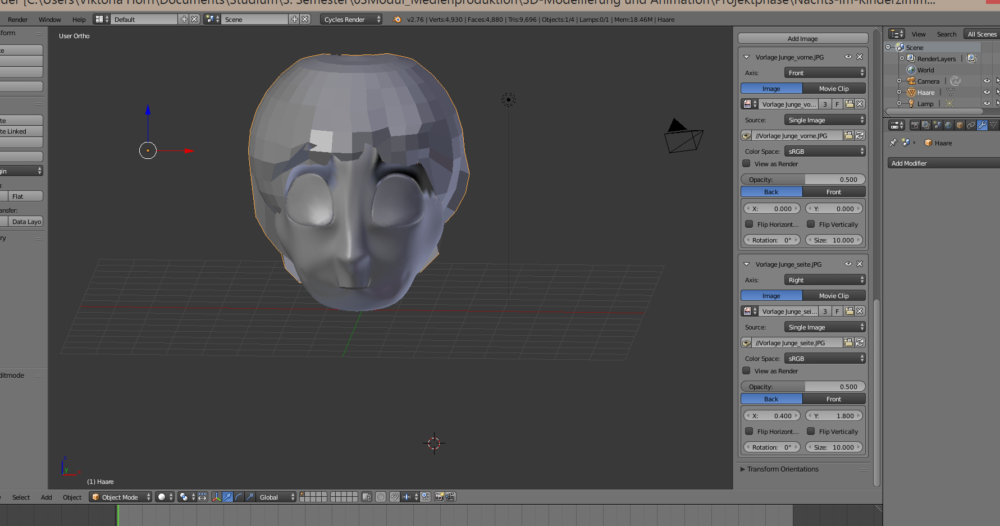 der [C:\Users\Viktoria Horn\Documents\Studium\5. Semester\03Modul_Medienproduktion\3D-Modellierung und Animation\Projektphase\Nachts-im-Kinderzimm...
Render Window Help Default Scene Cycles Render v2.76 | Verts:4,930 | Faces:4,880 | Tris:9,696 | Objects:1/4 | Lamps:0/1 | Mem:18.46M | Haare
sform
User Ortho
te
te
te Linked
gin
g:
Flat
ansfer:
Data Layo
ry
ditmode
(1) Haare
z
y
x
Select Add Object Object Mode Global
Add Image
Vorlage Junge_vorne.JPG
Axis: Front
Image Movie Clip
Vorlage Junge_vo... 3 F
Source: Single Image
//Vorlage Junge_vorne.JPG
Color Space: sRGB
View as Render
Opacity: 0.500
Back Front
X: 0.000 Y: 0.000
Flip Horizont... Flip Vertically
Rotation: 0° Size: 10.000
Vorlage Junge_seite.JPG
Axis: Right
Image Movie Clip
Vorlage Junge_sei... 3 F
Source: Single Image
//Vorlage Junge_seite.JPG
Color Space: sRGB
View as Render
Opacity: 0.500
Back Front
X: 0.400 Y: 1.800
Flip Horizont... Flip Vertically
Rotation: 0° Size: 10.000
Transform Orientations
View Search All Scenes
Scene
RenderLayers
World
Camera
Haare
Lamp
Haare
Add Modifier